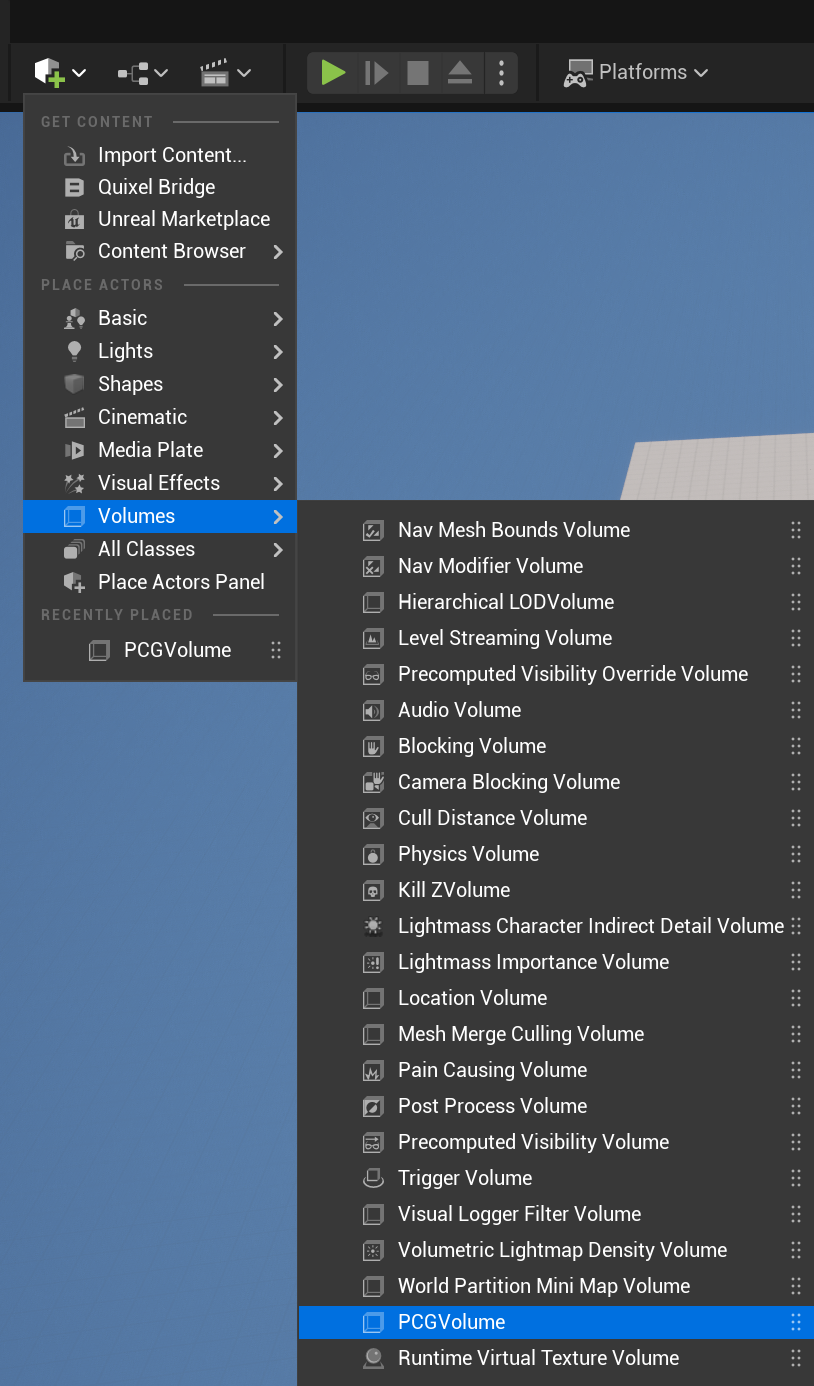 Platforms
GET CONTENT
Import Content...
Quixel Bridge
Unreal Marketplace
Content Browser
PLACE ACTORS
Basic
Lights
Shapes
Cinematic
Media Plate
Visual Effects
Volumes
All Classes
Place Actors Panel
RECENTLY PLACED
PCGVolume
Nav Mesh Bounds Volume
Nav Modifier Volume
Hierarchical LODVolume
Level Streaming Volume
Precomputed Visibility Override Volume
Audio Volume
Blocking Volume
Camera Blocking Volume
Cull Distance Volume
Physics Volume
Kill ZVolume
Lightmass Character Indirect Detail Volume
Lightmass Importance Volume
Location Volume
Mesh Merge Culling Volume
Pain Causing Volume
Post Process Volume
Precomputed Visibility Volume
Trigger Volume
Visual Logger Filter Volume
Volumetric Lightmap Density Volume
World Partition Mini Map Volume
PCGVolume
Runtime Virtual Texture Volume